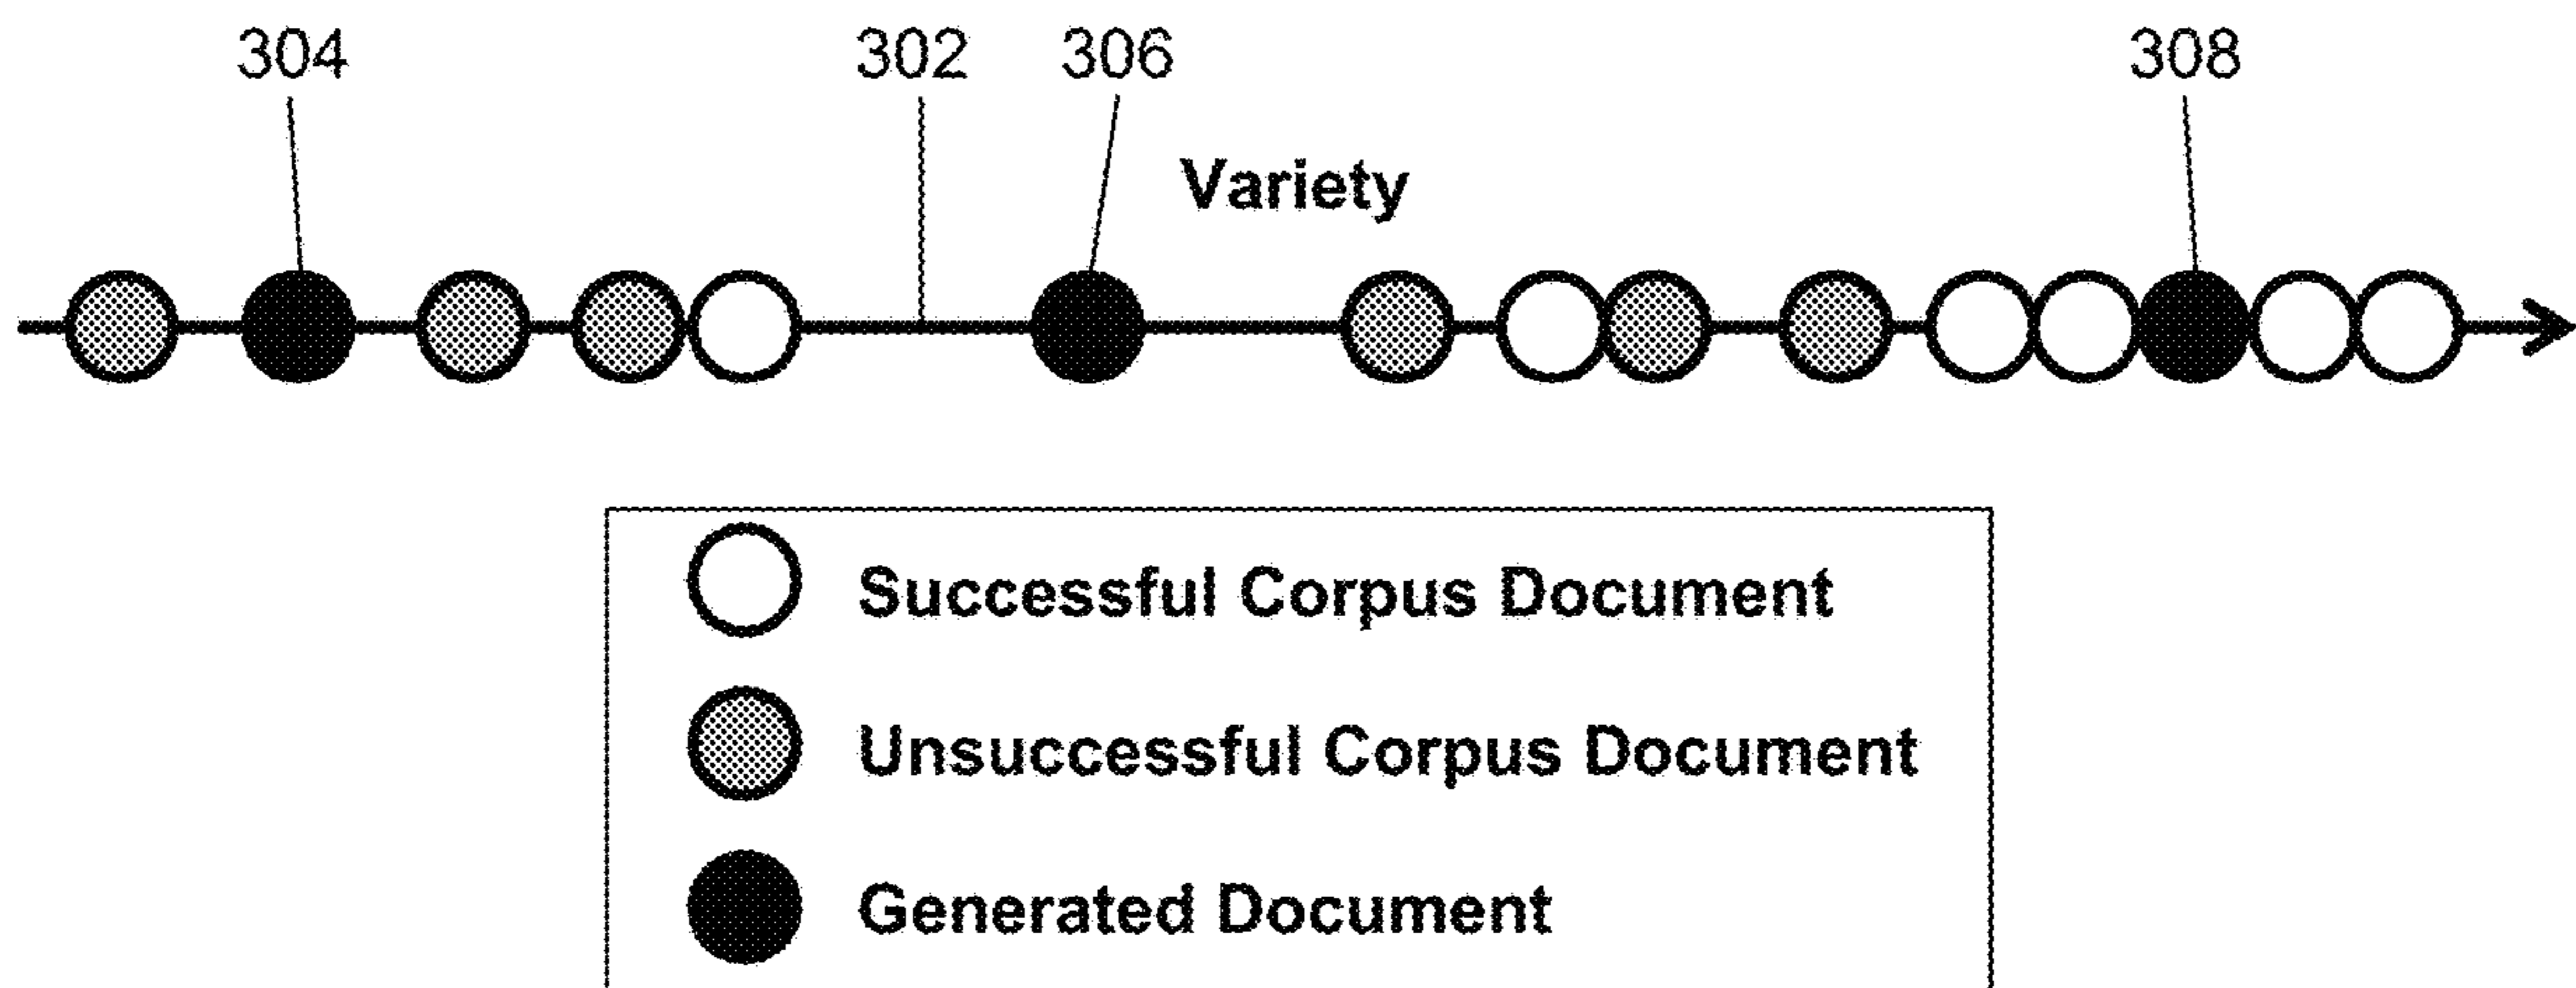 304 302 306 308
Variety
Successful Corpus Document
Unsuccessful Corpus Document
Generated Document